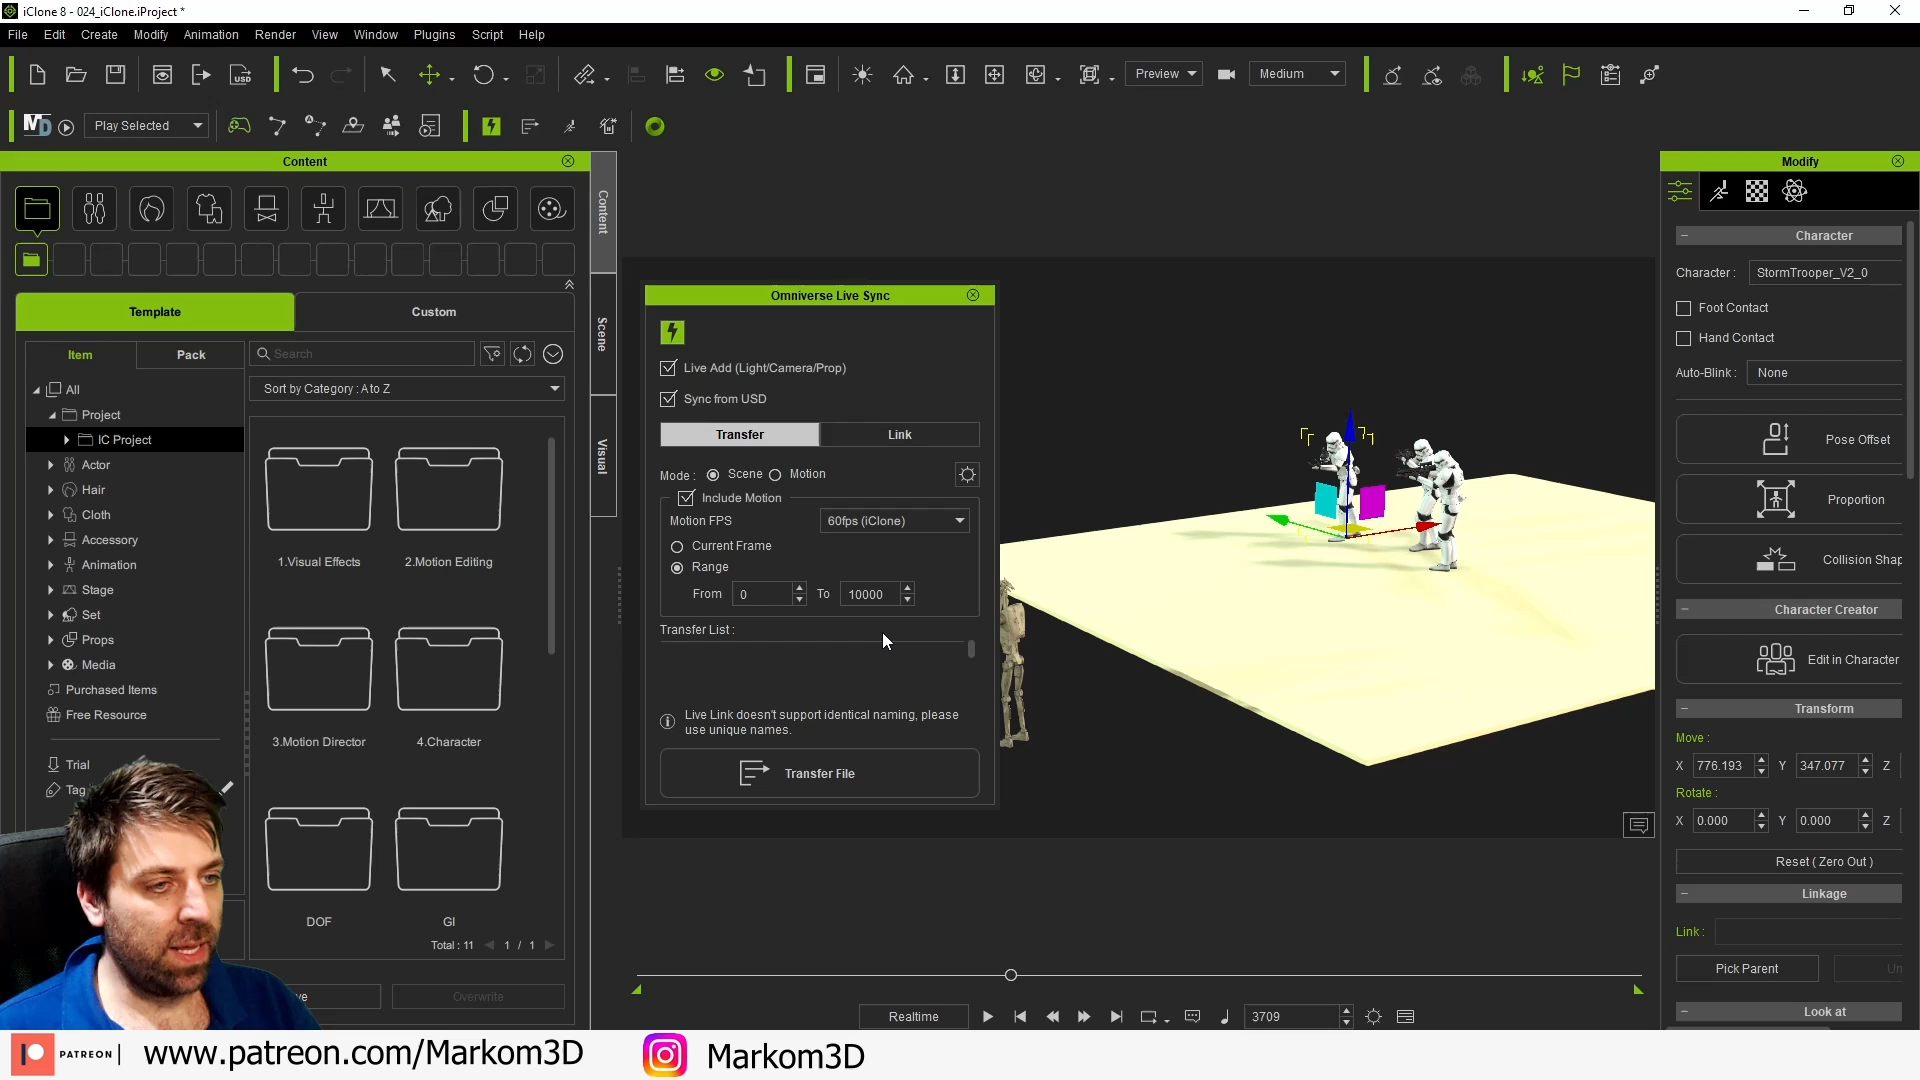 iClone 8 - 024_iClone.iProject *
File Edit Create Modify Animation Render View Window Plugins Script Help
USD
Preview
Medium
MD
Play Selected
Content
Modify
Content
Scene
Visual
Template
Custom
Item
Pack
Search
Sort by Category : A to Z
All
Project
IC Project
Actor
Hair
Cloth
Accessory
Animation
Stage
Set
Props
Media
Purchased Items
Free Resource
Trial
Tag
1.Visual Effects
2.Motion Editing
3.Motion Director
4.Character
DOF
GI
Total : 11
1 / 1
Overwrite
Omniverse Live Sync
Live Add (Light/Camera/Prop)
Sync from USD
Transfer
Link
Mode :
Scene
Motion
Include Motion
Motion FPS
60fps (iClone)
Current Frame
Range
From
0
To
10000
Transfer List :
Live Link doesn't support identical naming, please
use unique names.
Transfer File
Realtime
3709
Character
Character :
StormTrooper_V2_0
Foot Contact
Hand Contact
Auto-Blink :
None
Pose Offset
Proportion
Collision Shap
Character Creator
Edit in Character
Transform
Move :
X 776.193 Y 347.077 Z
Rotate :
X 0.000 Y 0.000 Z
Reset ( Zero Out )
Linkage
Link :
Pick Parent
Un
Look at
PATREON | www.patreon.com/Markom3D
Markom3D